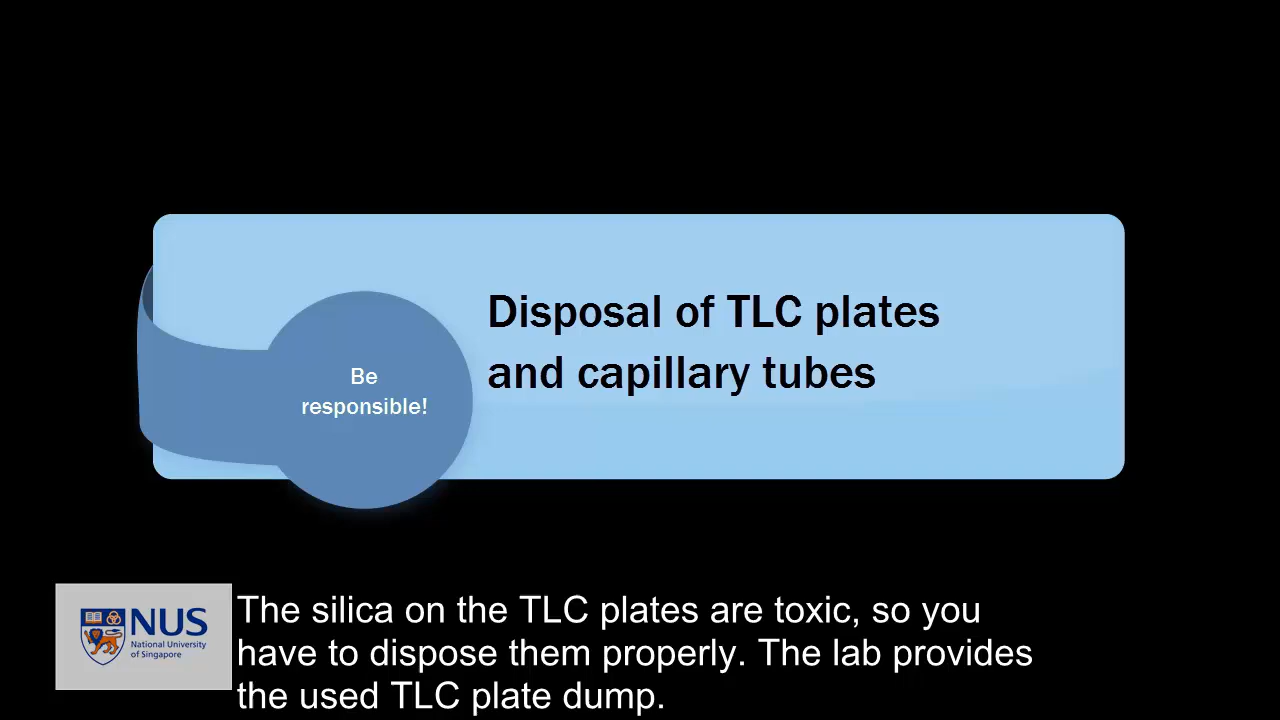 Disposal of TLC plates
and capillary tubes
Be
responsible!
NUS
National University
of Singapore
The silica on the TLC plates are toxic, so you
have to dispose them properly. The lab provides
the used TLC plate dump.